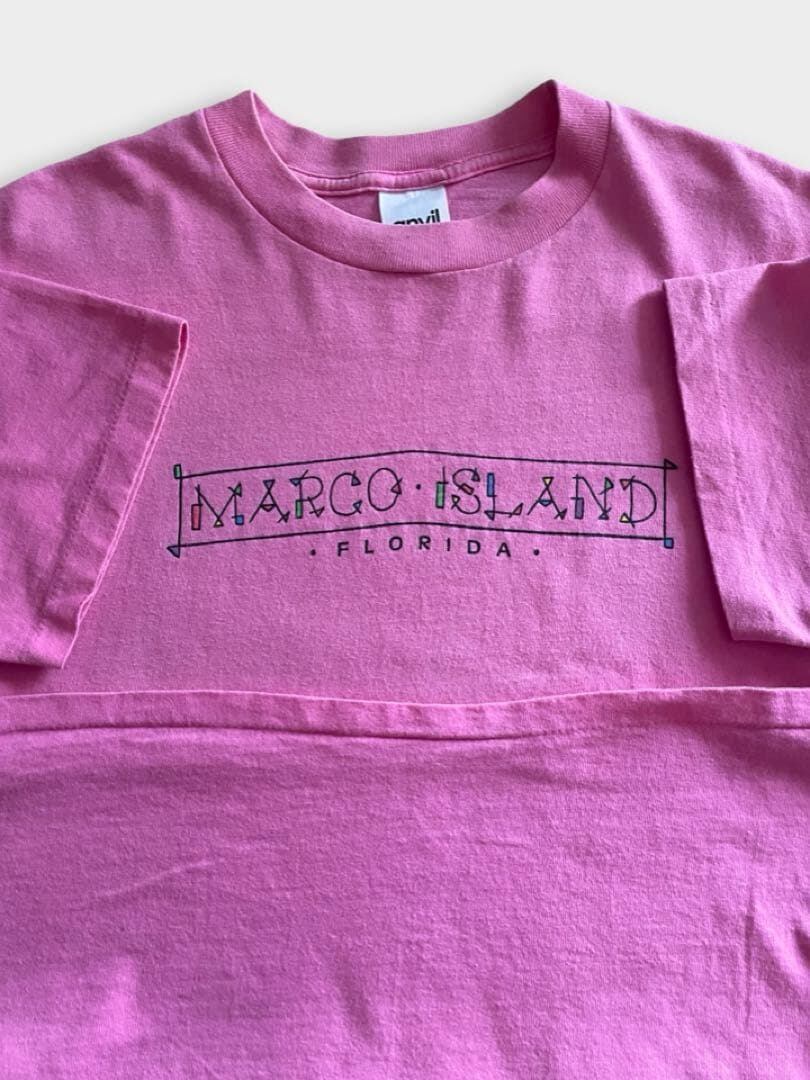 anvil
MARCO · ISLAND
· FLORIDA ·